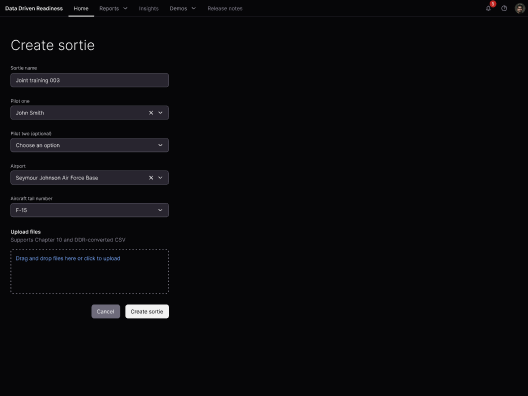 Data Driven Readiness Home Reports Insights Demos Release notes
Create sortie
Sortie name
Joint training 003
Pilot one
John Smith
Pilot two (optional)
Choose an option
Airport
Seymour Johnson Air Force Base
Aircraft tail number
F-15
Upload files
Supports Chapter 10 and DDR-converted CSV
Drag and drop files here or click to upload
Cancel Create sortie